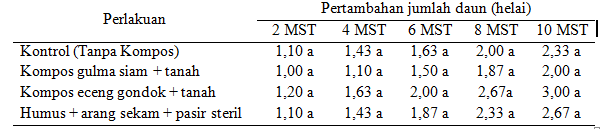 Perlakuan Pertambahan jumlah daun (helai)
2 MST 4 MST 6 MST 8 MST 10 MST
Kontrol (Tanpa Kompos) 1,10 a 1,43 a 1,63 a 2,00 a 2,33 a
Kompos gulma siam + tanah 1,00 a 1,10 a 1,50 a 1,87 a 2,00 a
Kompos eceng gondok + tanah 1,20 a 1,63 a 2,00 a 2,67a 3,00 a
Humus + arang sekam + pasir steril 1,10 a 1,43 a 1,87 a 2,33 a 2,67 a